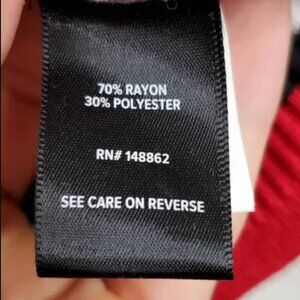 70% RAYON
30% POLYESTER
RN# 148862
SEE CARE ON REVERSE